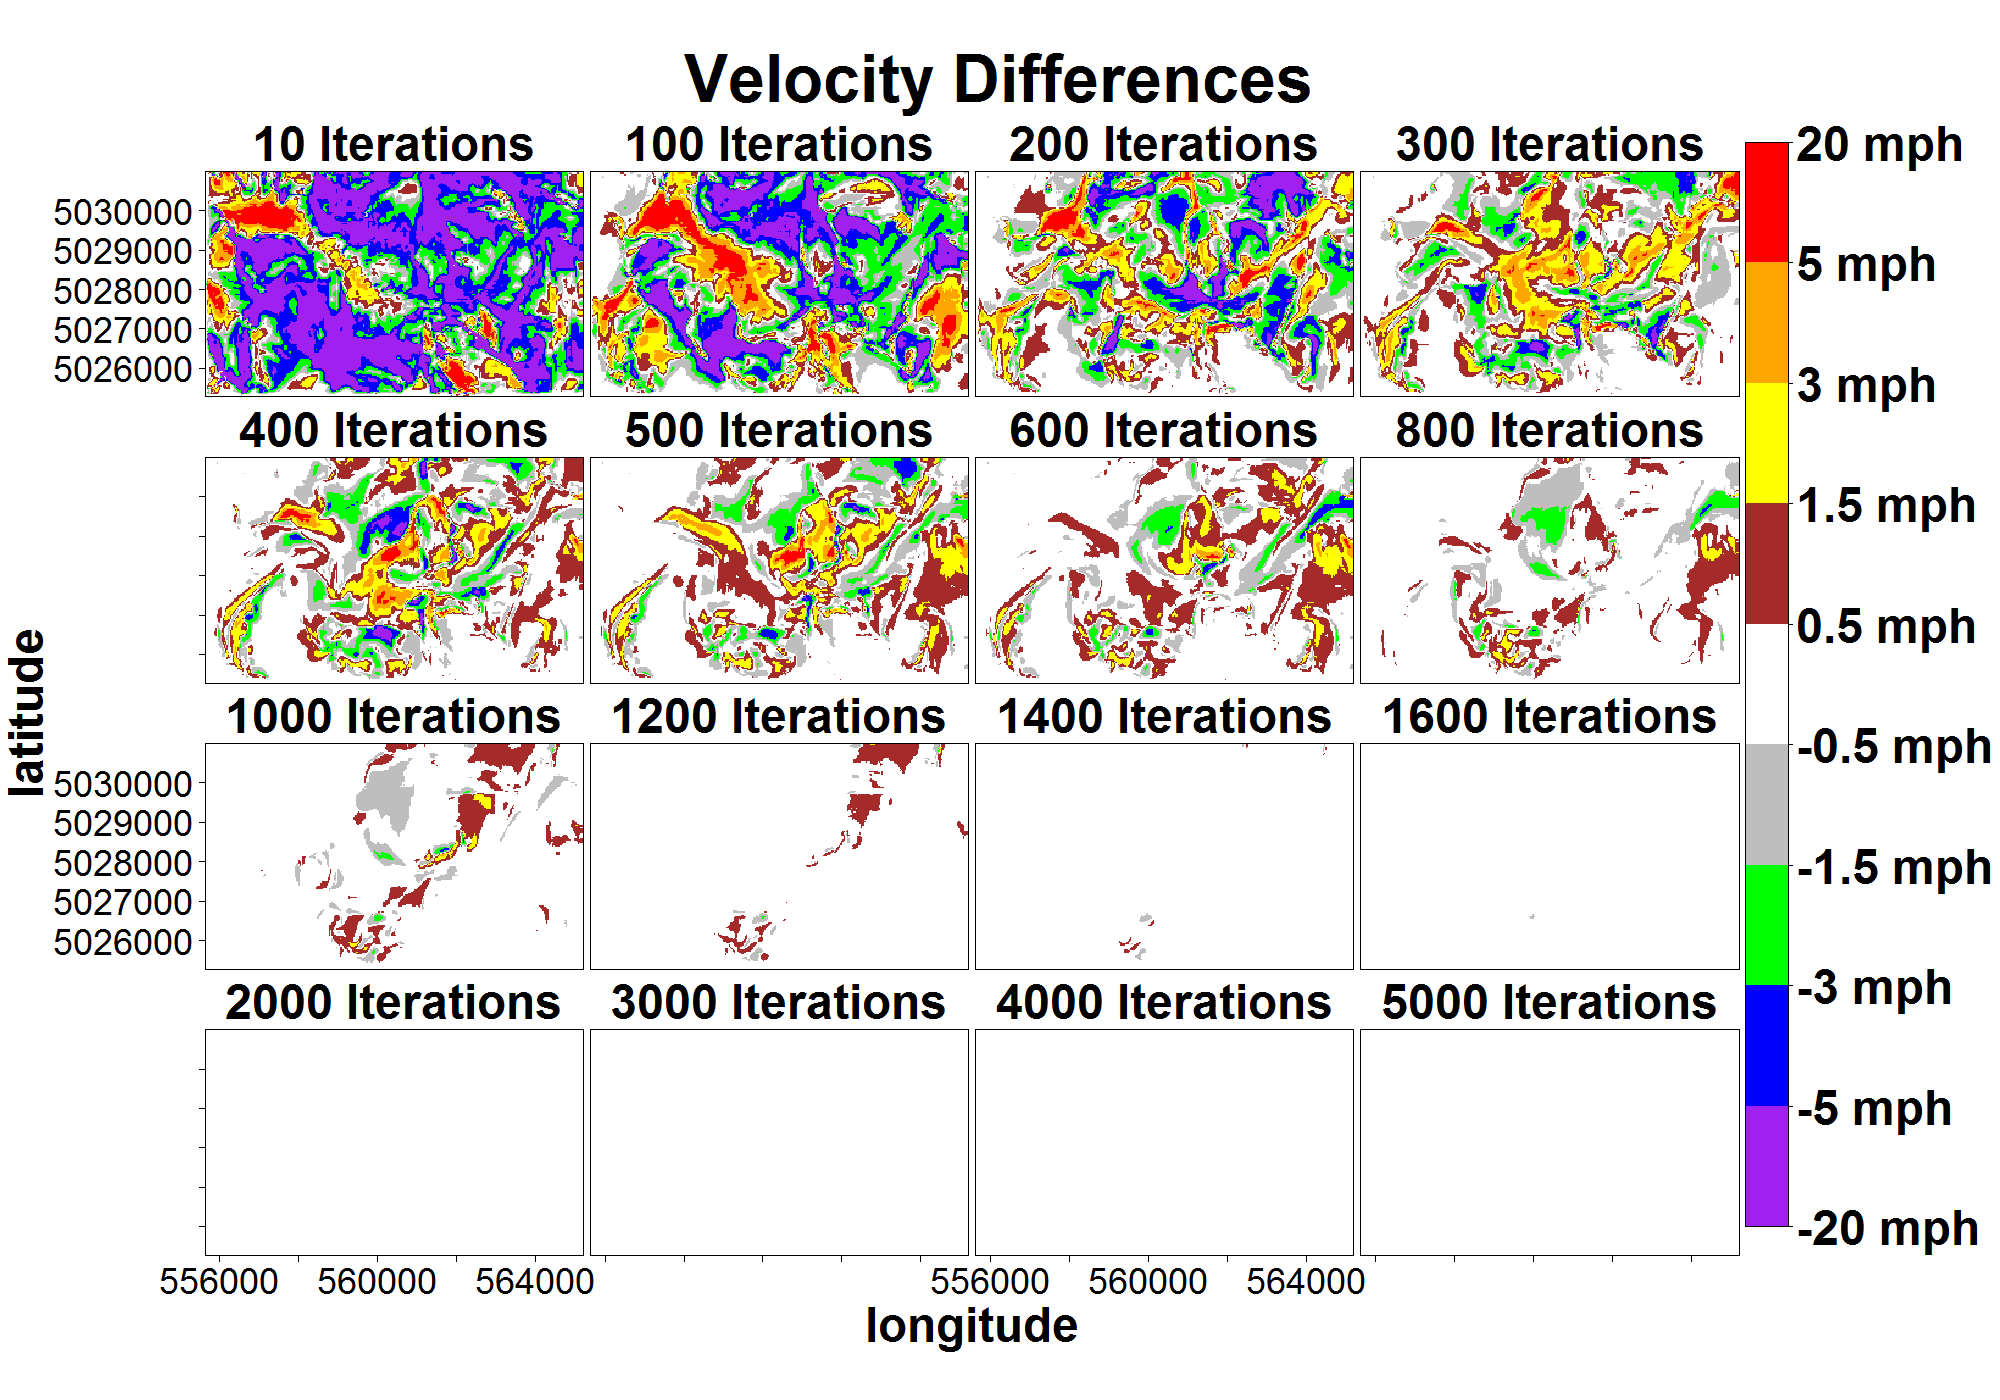 Velocity Differences
10 Iterations 100 Iterations 200 Iterations 300 Iterations
20 mph
5030000
5029000
5 mph
5028000
5027000
5026000
3 mph
400 Iterations 500 Iterations 600 Iterations 800 Iterations
1.5 mph
0.5 mph
latitude
1000 Iterations 1200 Iterations 1400 Iterations 1600 Iterations
-0.5 mph
5030000
5029000
5028000
-1.5 mph
5027000
5026000
2000 Iterations 3000 Iterations 4000 Iterations 5000 Iterations
-3 mph
-5 mph
-20 mph
556000 560000 564000 556000 560000 564000
longitude